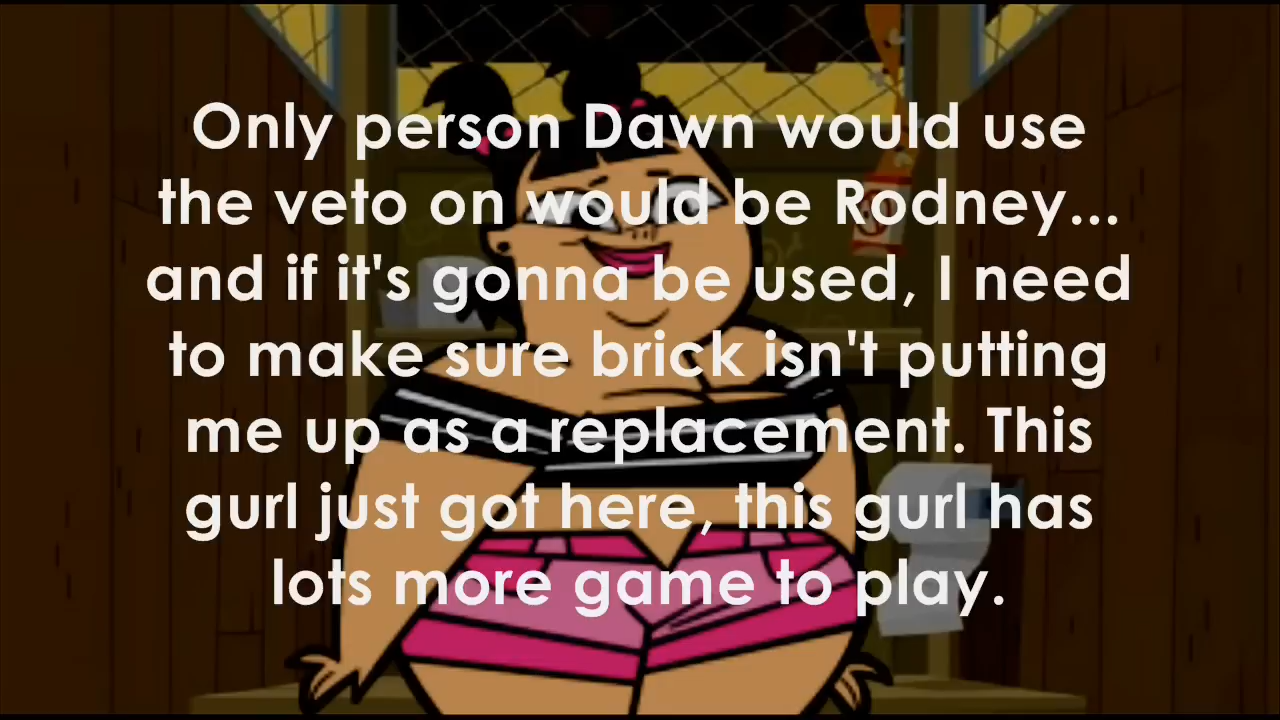 Only person Dawn would use
the veto on would be Rodney...
and if it's gonna be used, I need
to make sure brick isn't putting
me up as a replacement. This
gurl just got here, this gurl has
lots more game to play.